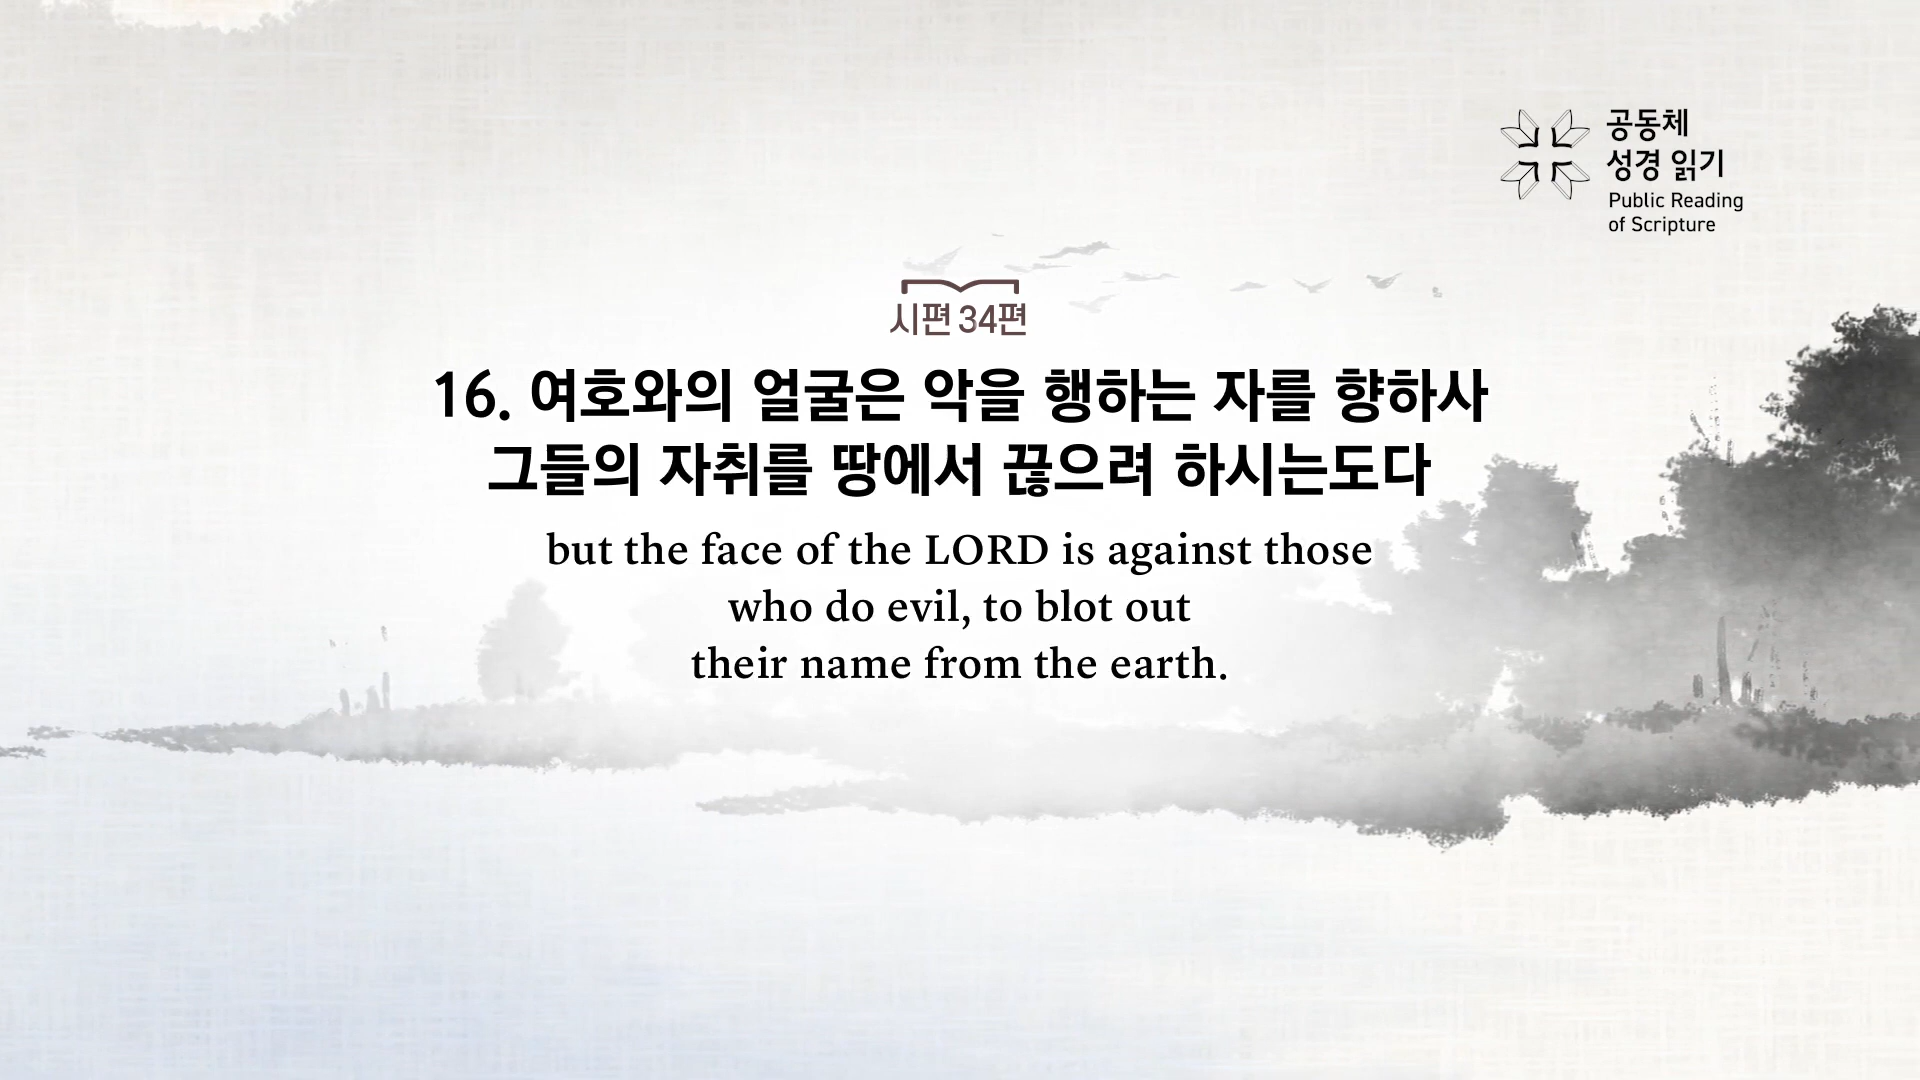 공동체
성경 읽기
Public Reading
of Scripture
시편 34편
16. 여호와의 얼굴은 악을 행하는 자를 향하사
그들의 자취를 땅에서 끊으려 하시는도다
but the face of the LORD is against those
who do evil, to blot out
their name from the earth.